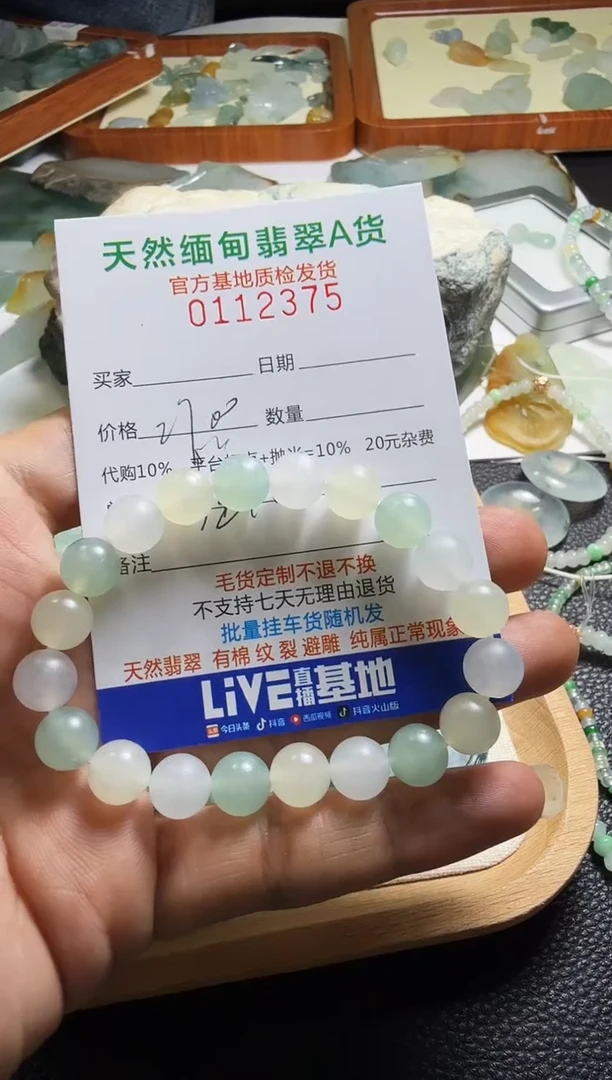 天然缅甸翡翠A货
官方基地质检发货
0112375
买家 日期
价格 数量
代购10% +抛光=10% 20元杂费
备注
毛货定制不退不换
不支持七天无理由退货
批量挂车货随机发
天然翡翠 有棉 纹 裂 避雕 纯属正常现象
LiVE直播基地
头条 今日头条 抖音 西瓜视频 抖音火山版